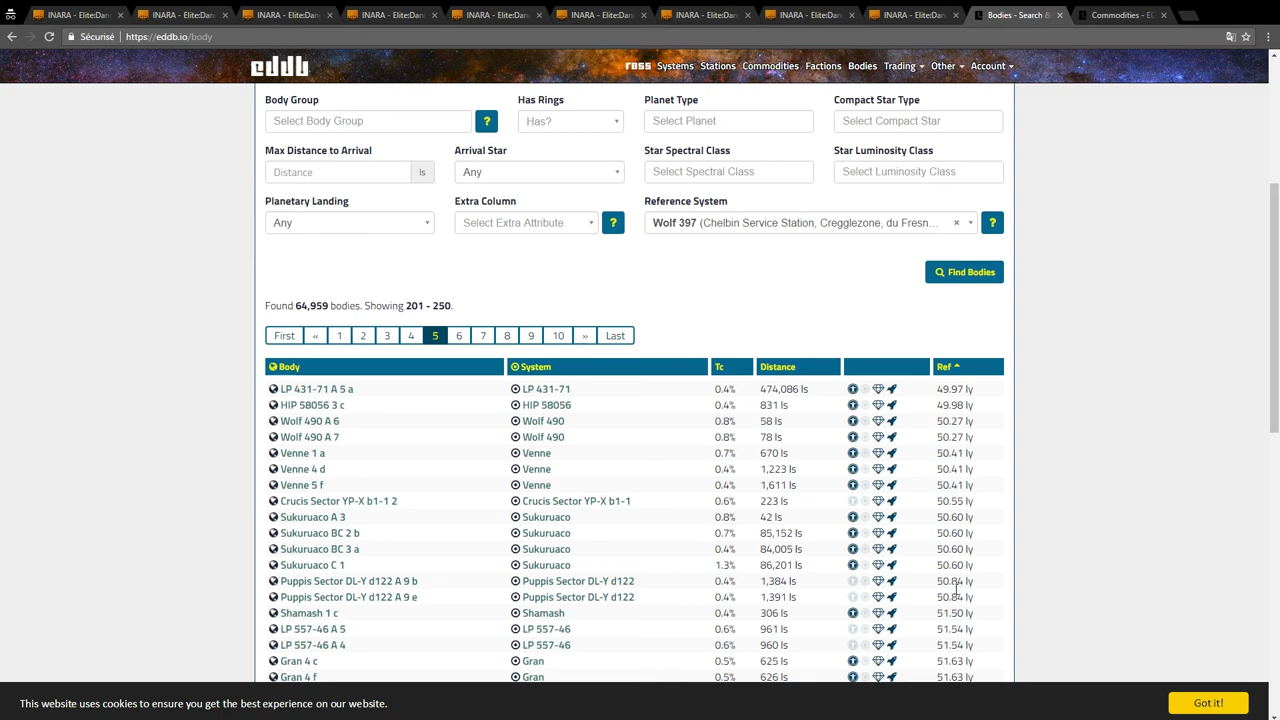 INARA - Elite:Dan
INARA - Elite:Dan
INARA - Elite:Dan
INARA - Elite:Dan
INARA - Elite:Dan
INARA - Elite:Dan
INARA - Elite:Dan
INARA - Elite:Dan
INARA - Elite:Dan
Bodies - Search &
Commodities - ED
Sécurisé https://eddb.io/body
eddb
ross Systems Stations Commodities Factions Bodies Trading Other Account
Body Group Has Rings Planet Type Compact Star Type
Select Body Group ? Has? Select Planet Select Compact Star
Max Distance to Arrival Arrival Star Star Spectral Class Star Luminosity Class
Distance ls Any Select Spectral Class Select Luminosity Class
Planetary Landing Extra Column Reference System
Any Select Extra Attribute ? Wolf 397 (Chelbin Service Station, Cregglezone, du Fresn... × ?
Find Bodies
Found 64,959 bodies. Showing 201 - 250.
First « 1 2 3 4 5 6 7 8 9 10 » Last
Body System Tc Distance Ref
LP 431-71 A 5 a LP 431-71 0.4% 474,086 ls 49.97 ly
HIP 58056 3 c HIP 58056 0.4% 831 ls 49.98 ly
Wolf 490 A 6 Wolf 490 0.8% 58 ls 50.27 ly
Wolf 490 A 7 Wolf 490 0.8% 78 ls 50.27 ly
Venne 1 a Venne 0.7% 670 ls 50.41 ly
Venne 4 d Venne 0.4% 1,223 ls 50.41 ly
Venne 5 f Venne 0.4% 1,611 ls 50.41 ly
Crucis Sector YP-X b1-1 2 Crucis Sector YP-X b1-1 0.6% 223 ls 50.55 ly
Sukuruaco A 3 Sukuruaco 0.8% 42 ls 50.60 ly
Sukuruaco BC 2 b Sukuruaco 0.7% 85,152 ls 50.60 ly
Sukuruaco BC 3 a Sukuruaco 0.4% 84,005 ls 50.60 ly
Sukuruaco C 1 Sukuruaco 1.3% 86,201 ls 50.60 ly
Puppis Sector DL-Y d122 A 9 b Puppis Sector DL-Y d122 0.4% 1,384 ls 50.84 ly
Puppis Sector DL-Y d122 A 9 e Puppis Sector DL-Y d122 0.4% 1,391 ls 50.84 ly
Shamash 1 c Shamash 0.4% 306 ls 51.50 ly
LP 557-46 A 5 LP 557-46 0.6% 961 ls 51.54 ly
LP 557-46 A 4 LP 557-46 0.6% 960 ls 51.54 ly
Gran 4 c Gran 0.5% 625 ls 51.63 ly
Gran 4 f Gran 0.5% 626 ls 51.63 ly
This website uses cookies to ensure you get the best experience on our website.
Got it!